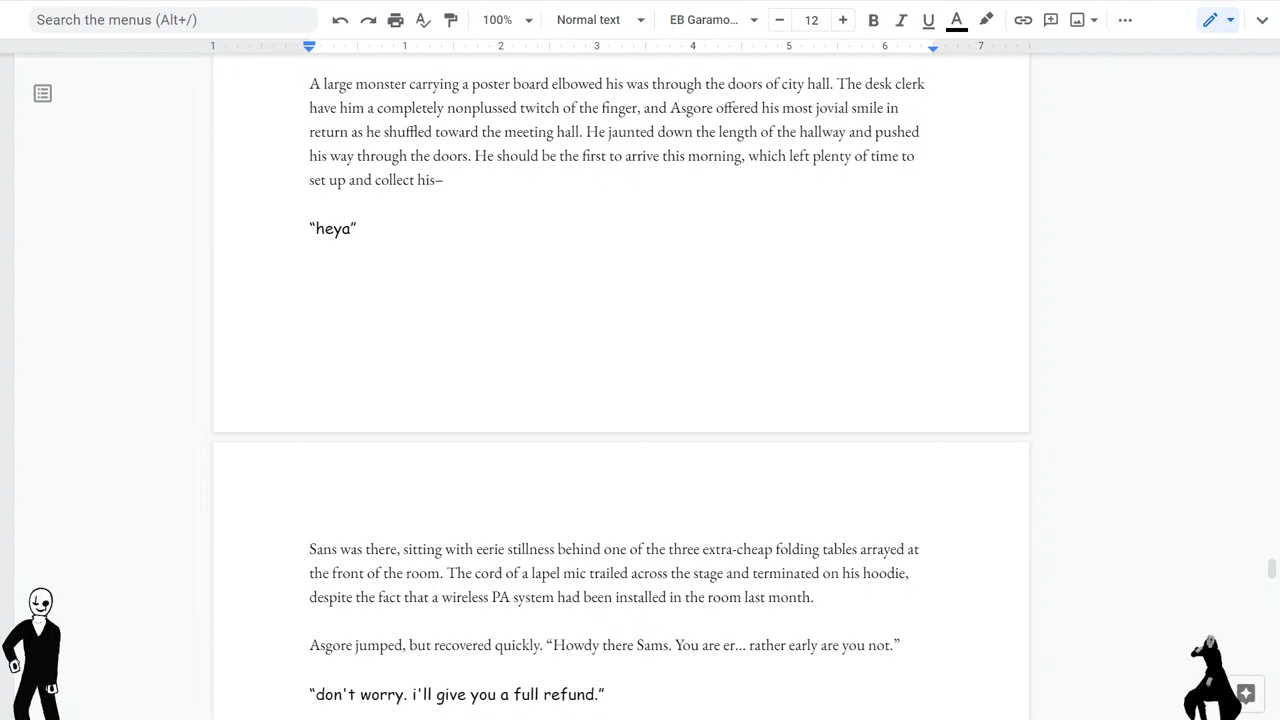 Search the menus (Alt+/)
100%
Normal text
EB Garamo...
12
1 1 2 3 4 5 6 7
A large monster carrying a poster board elbowed his was through the doors of city hall. The desk clerk
have him a completely nonplussed twitch of the finger, and Asgore offered his most jovial smile in
return as he shuffled toward the meeting hall. He jaunted down the length of the hallway and pushed
his way through the doors. He should be the first to arrive this morning, which left plenty of time to
set up and collect his–
“heya”
Sans was there, sitting with eerie stillness behind one of the three extra-cheap folding tables arrayed at
the front of the room. The cord of a lapel mic trailed across the stage and terminated on his hoodie,
despite the fact that a wireless PA system had been installed in the room last month.
Asgore jumped, but recovered quickly. “Howdy there Sams. You are er… rather early are you not.”
“don't worry. i'll give you a full refund.”